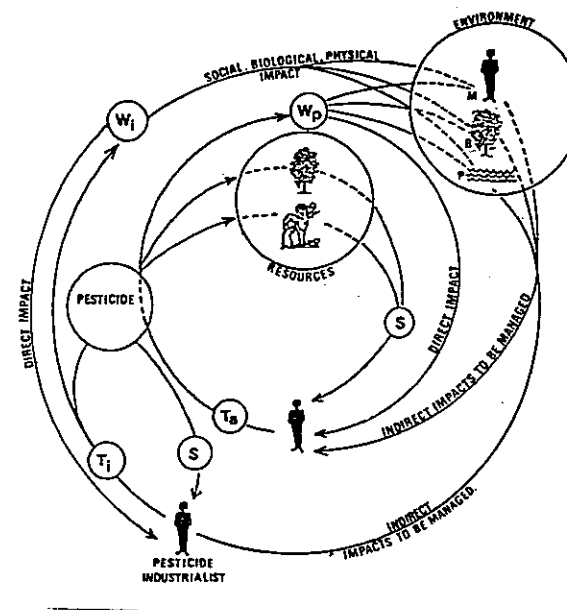 ENVIRONMENT
SOCIAL, BIOLOGICAL, PHYSICAL
IMPACT
M
Wi
Wp
B
P
RESOURCES
PESTICIDE
DIRECT IMPACT
DIRECT IMPACT
S
INDIRECT IMPACTS TO BE MANAGED
Ta
Ti
S
INDIRECT
IMPACTS TO BE MANAGED.
PESTICIDE
INDUSTRIALIST